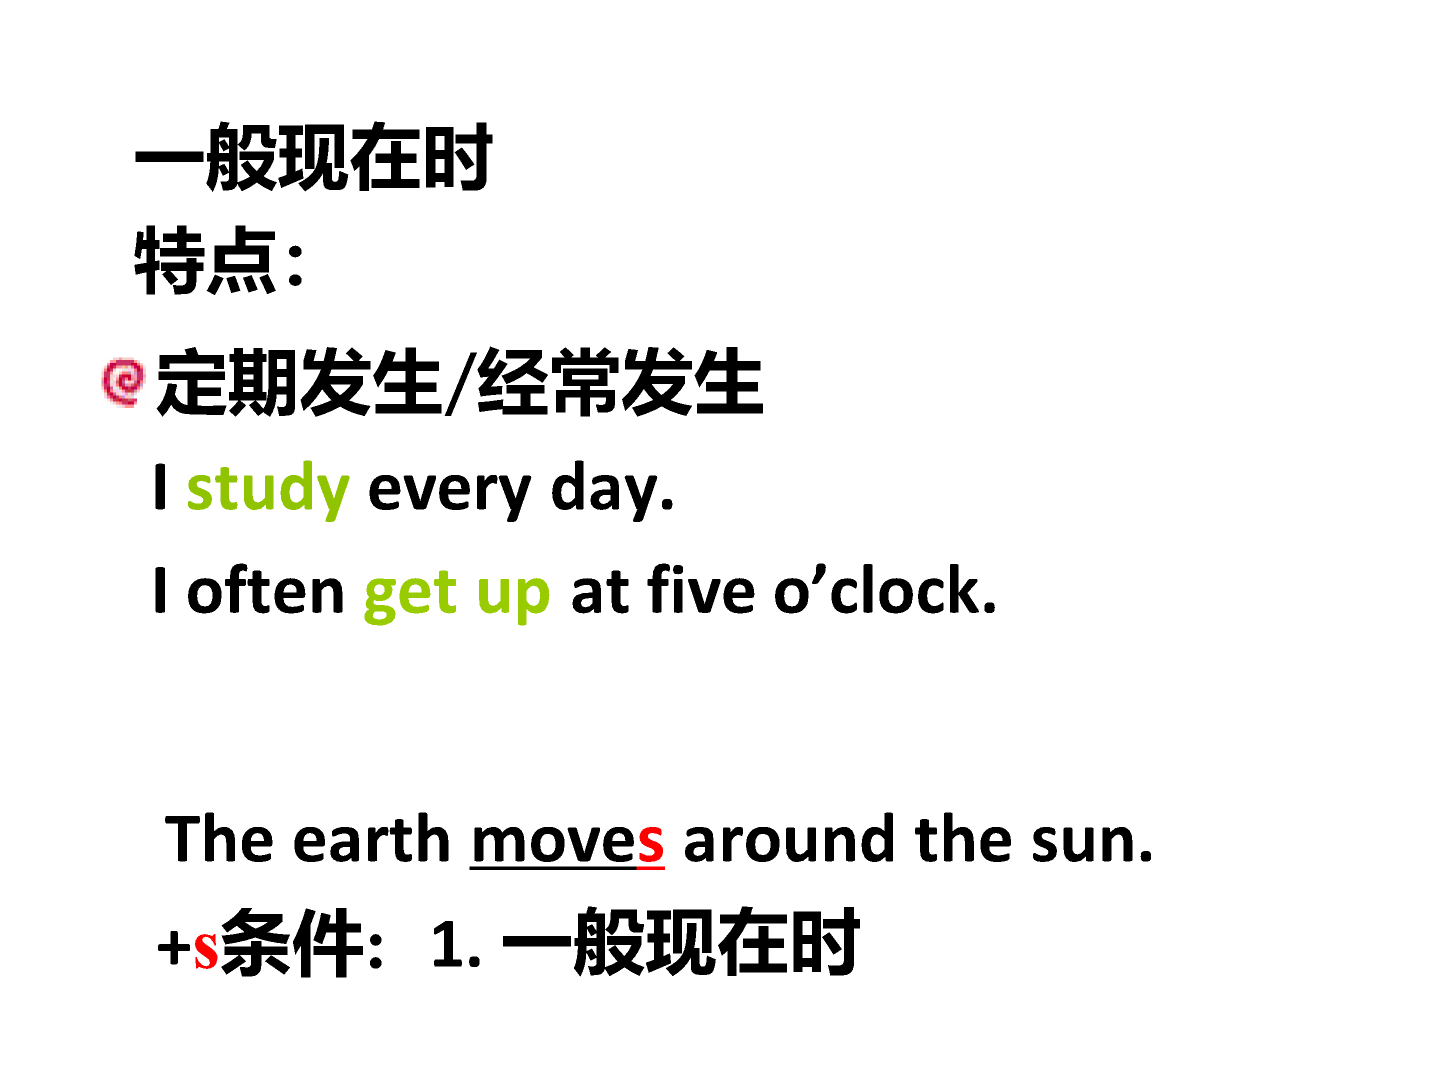 一般现在时
特点：
定期发生/经常发生
I study every day.
I often get up at five o’clock.
The earth moves around the sun.
+s条件：1. 一般现在时